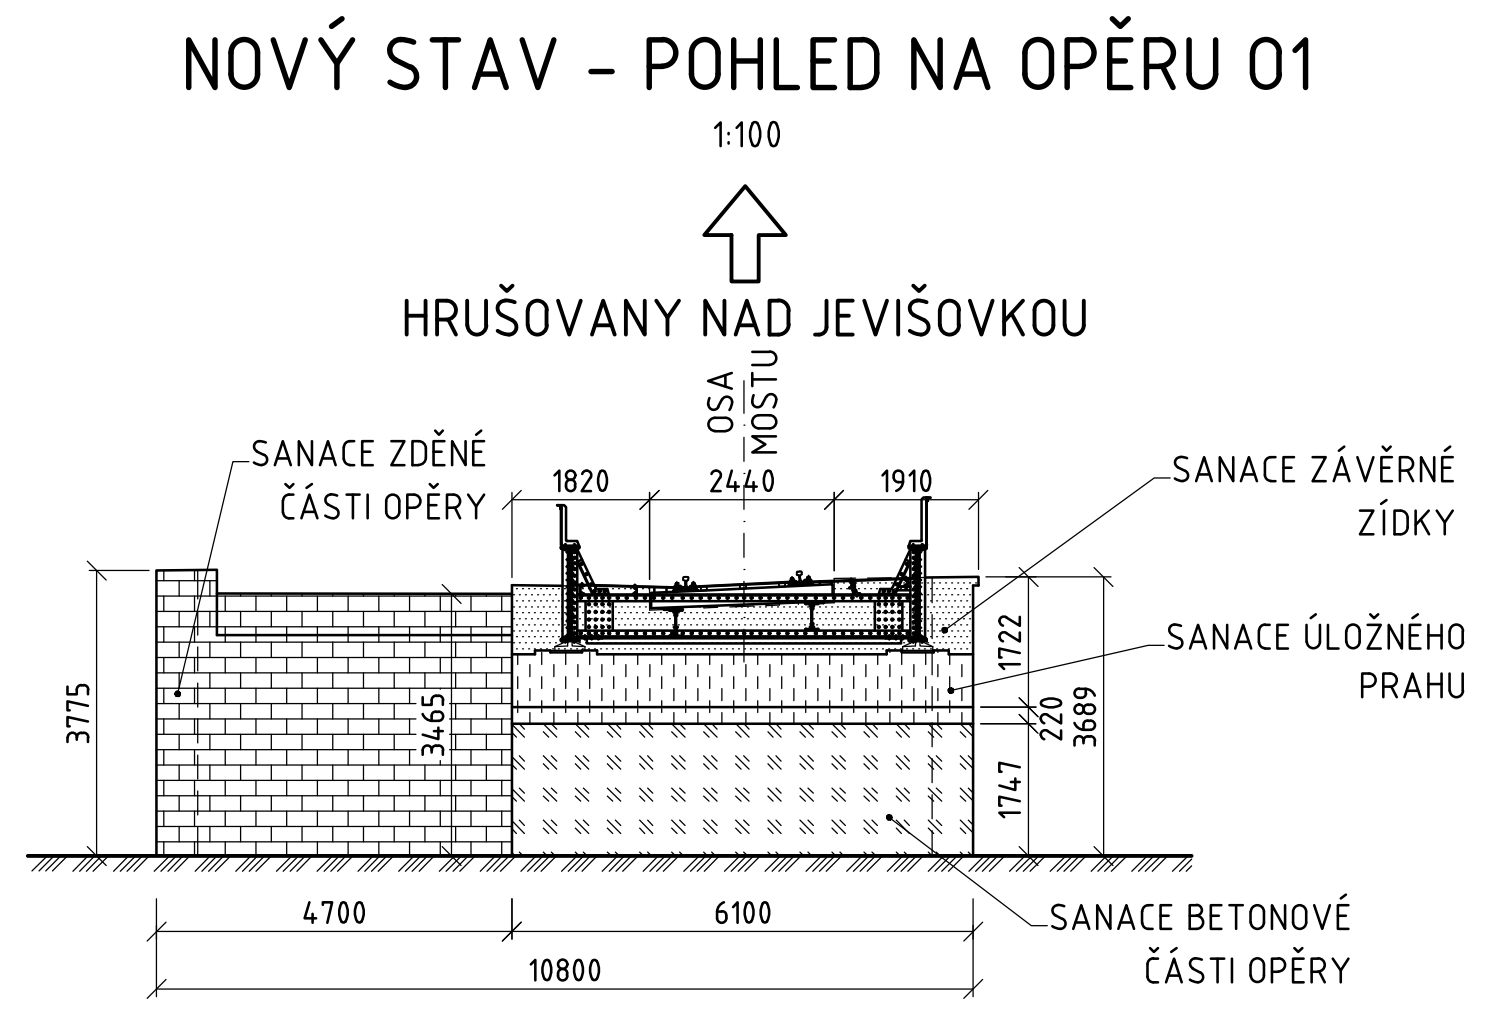 NOVÝ STAV - POHLED NA OPĚRU O1
1:100
HRUŠOVANY NAD JEVIŠOVKOU
OSA
MOSTU
SANACE ZDĚNÉ
ČÁSTI OPĚRY
1820
2440
1910
SANACE ZÁVĚRNÉ
ZÍDKY
SANACE ÚLOŽNÉHO
PRAHU
3775
3465
1722
220
3689
1747
4700
6100
10800
SANACE BETONOVÉ
ČÁSTI OPĚRY